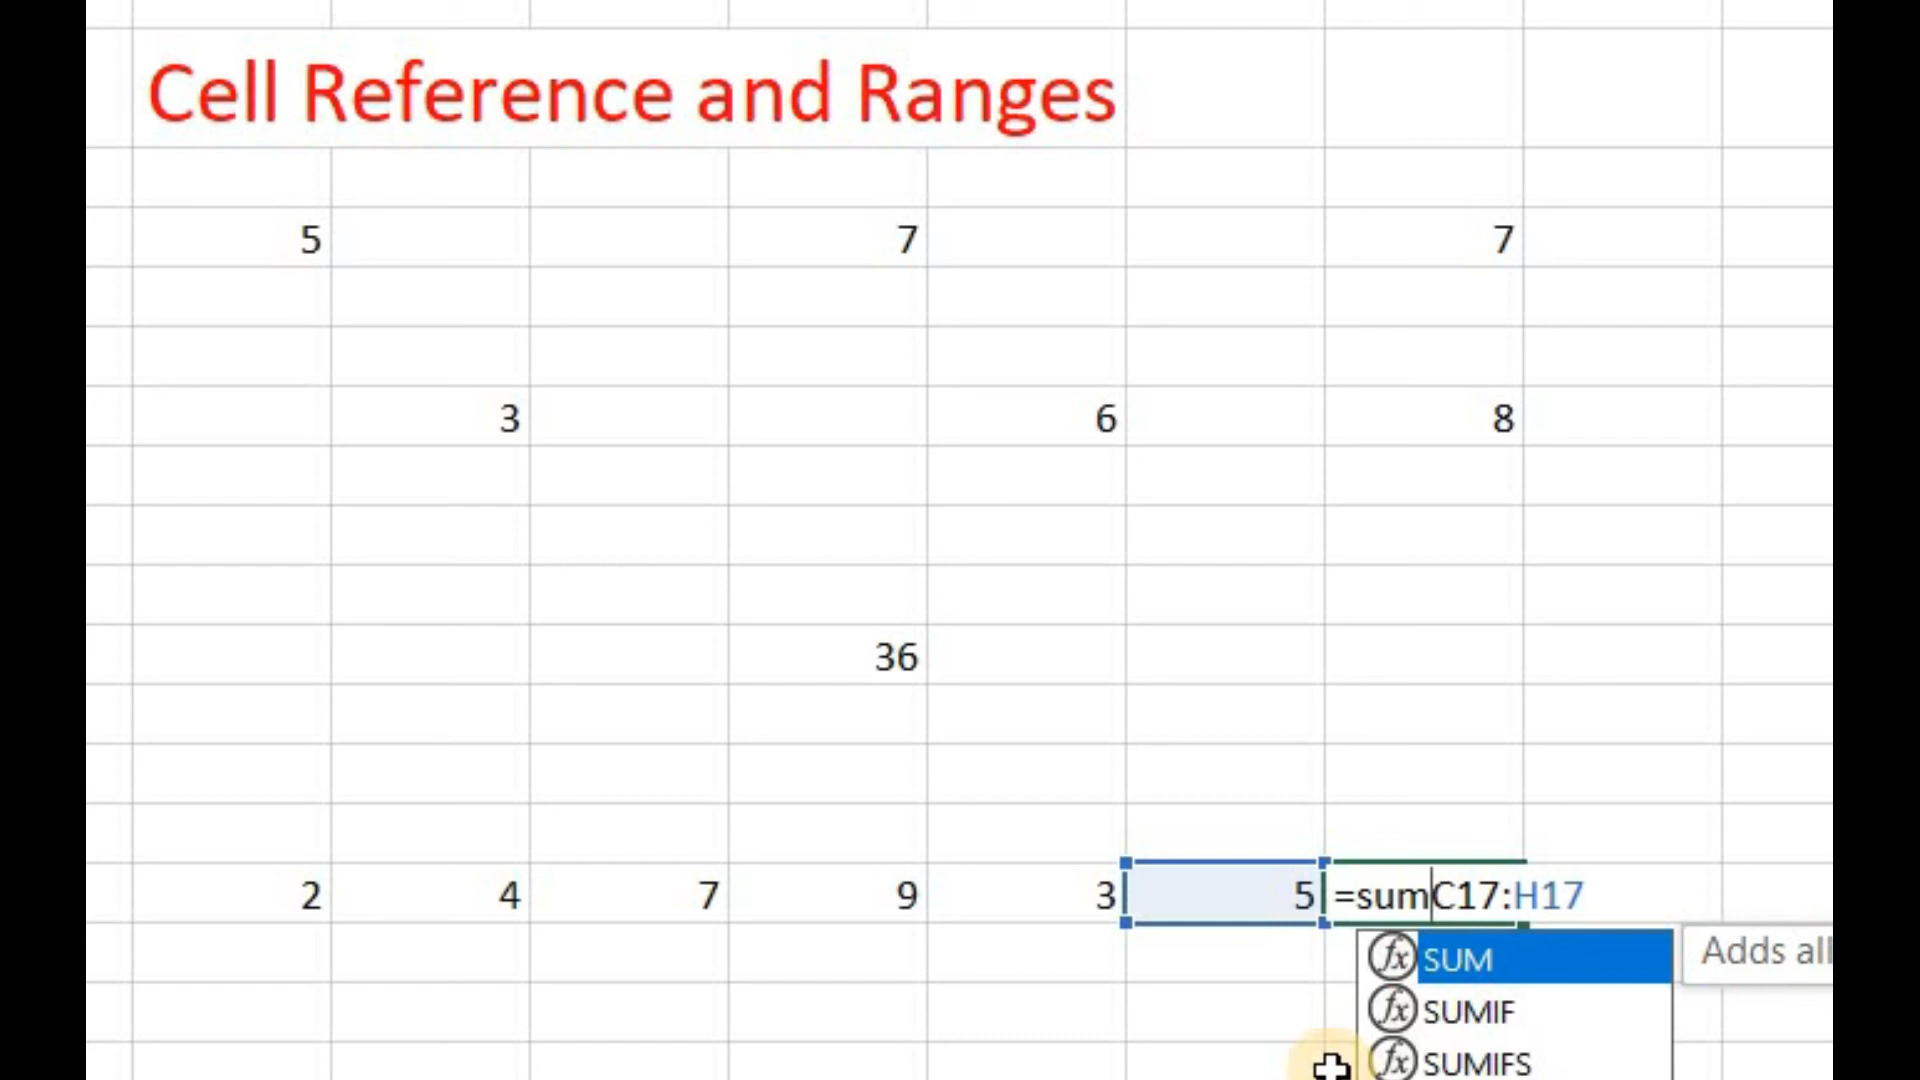 Cell Reference and Ranges
5 7 7
3 6 8
36
2 4 7 9 3 5 =sumC17:H17
SUM Adds all
SUMIF
SUMIFS